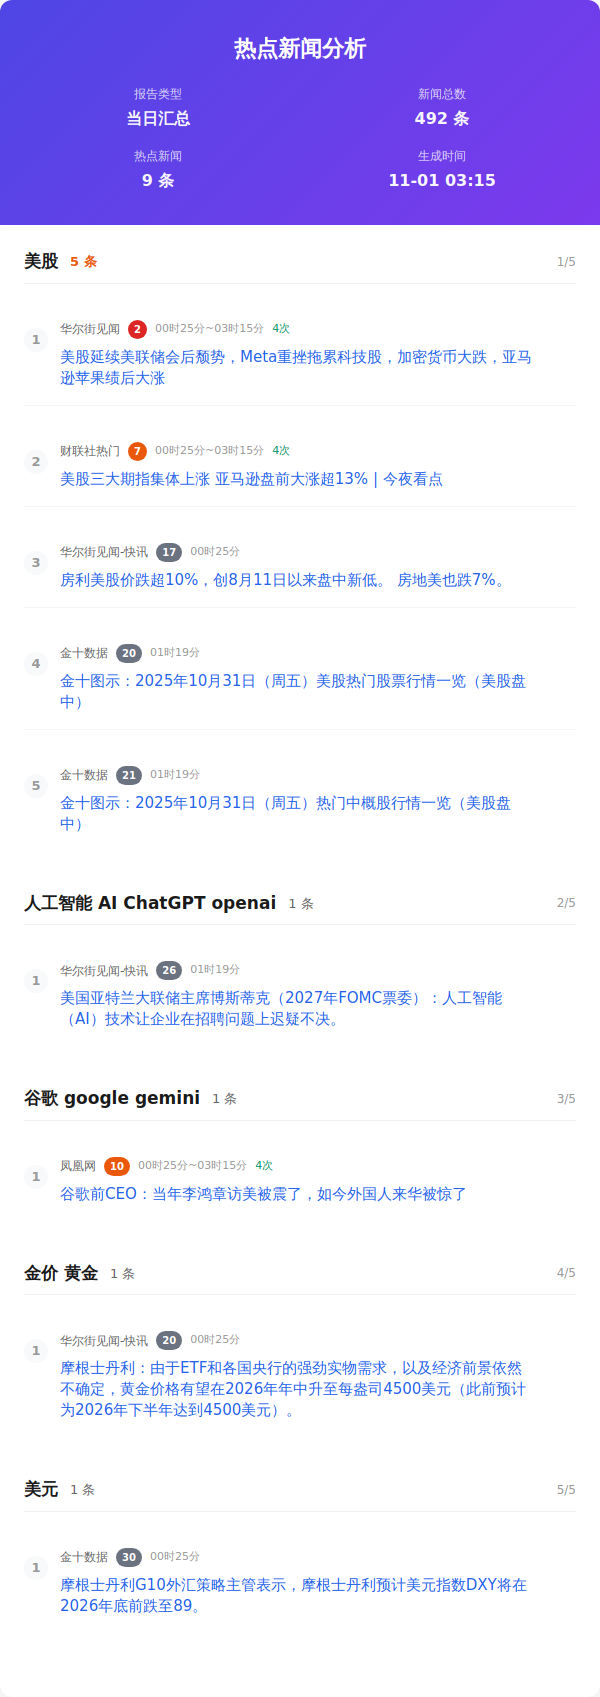 热点新闻分析
报告类型
当日汇总
新闻总数
492 条
热点新闻
9 条
生成时间
11-01 03:15
美股 5 条 1/5
1
华尔街见闻 2 00时25分~03时15分 4次
美股延续美联储会后颓势，Meta重挫拖累科技股，加密货币大跌，亚马
逊苹果绩后大涨
2
财联社热门 7 00时25分~03时15分 4次
美股三大期指集体上涨 亚马逊盘前大涨超13% | 今夜看点
3
华尔街见闻-快讯 17 00时25分
房利美股价跌超10%，创8月11日以来盘中新低。 房地美也跌7%。
4
金十数据 20 01时19分
金十图示：2025年10月31日（周五）美股热门股票行情一览（美股盘
中）
5
金十数据 21 01时19分
金十图示：2025年10月31日（周五）热门中概股行情一览（美股盘
中）
人工智能 AI ChatGPT openai 1 条 2/5
1
华尔街见闻-快讯 26 01时19分
美国亚特兰大联储主席博斯蒂克（2027年FOMC票委）：人工智能
（AI）技术让企业在招聘问题上迟疑不决。
谷歌 google gemini 1 条 3/5
1
凤凰网 10 00时25分~03时15分 4次
谷歌前CEO：当年李鸿章访美被震了，如今外国人来华被惊了
金价 黄金 1 条 4/5
1
华尔街见闻-快讯 20 00时25分
摩根士丹利：由于ETF和各国央行的强劲实物需求，以及经济前景依然
不确定，黄金价格有望在2026年年中升至每盎司4500美元（此前预计
为2026年下半年达到4500美元）。
美元 1 条 5/5
1
金十数据 30 00时25分
摩根士丹利G10外汇策略主管表示，摩根士丹利预计美元指数DXY将在
2026年底前跌至89。